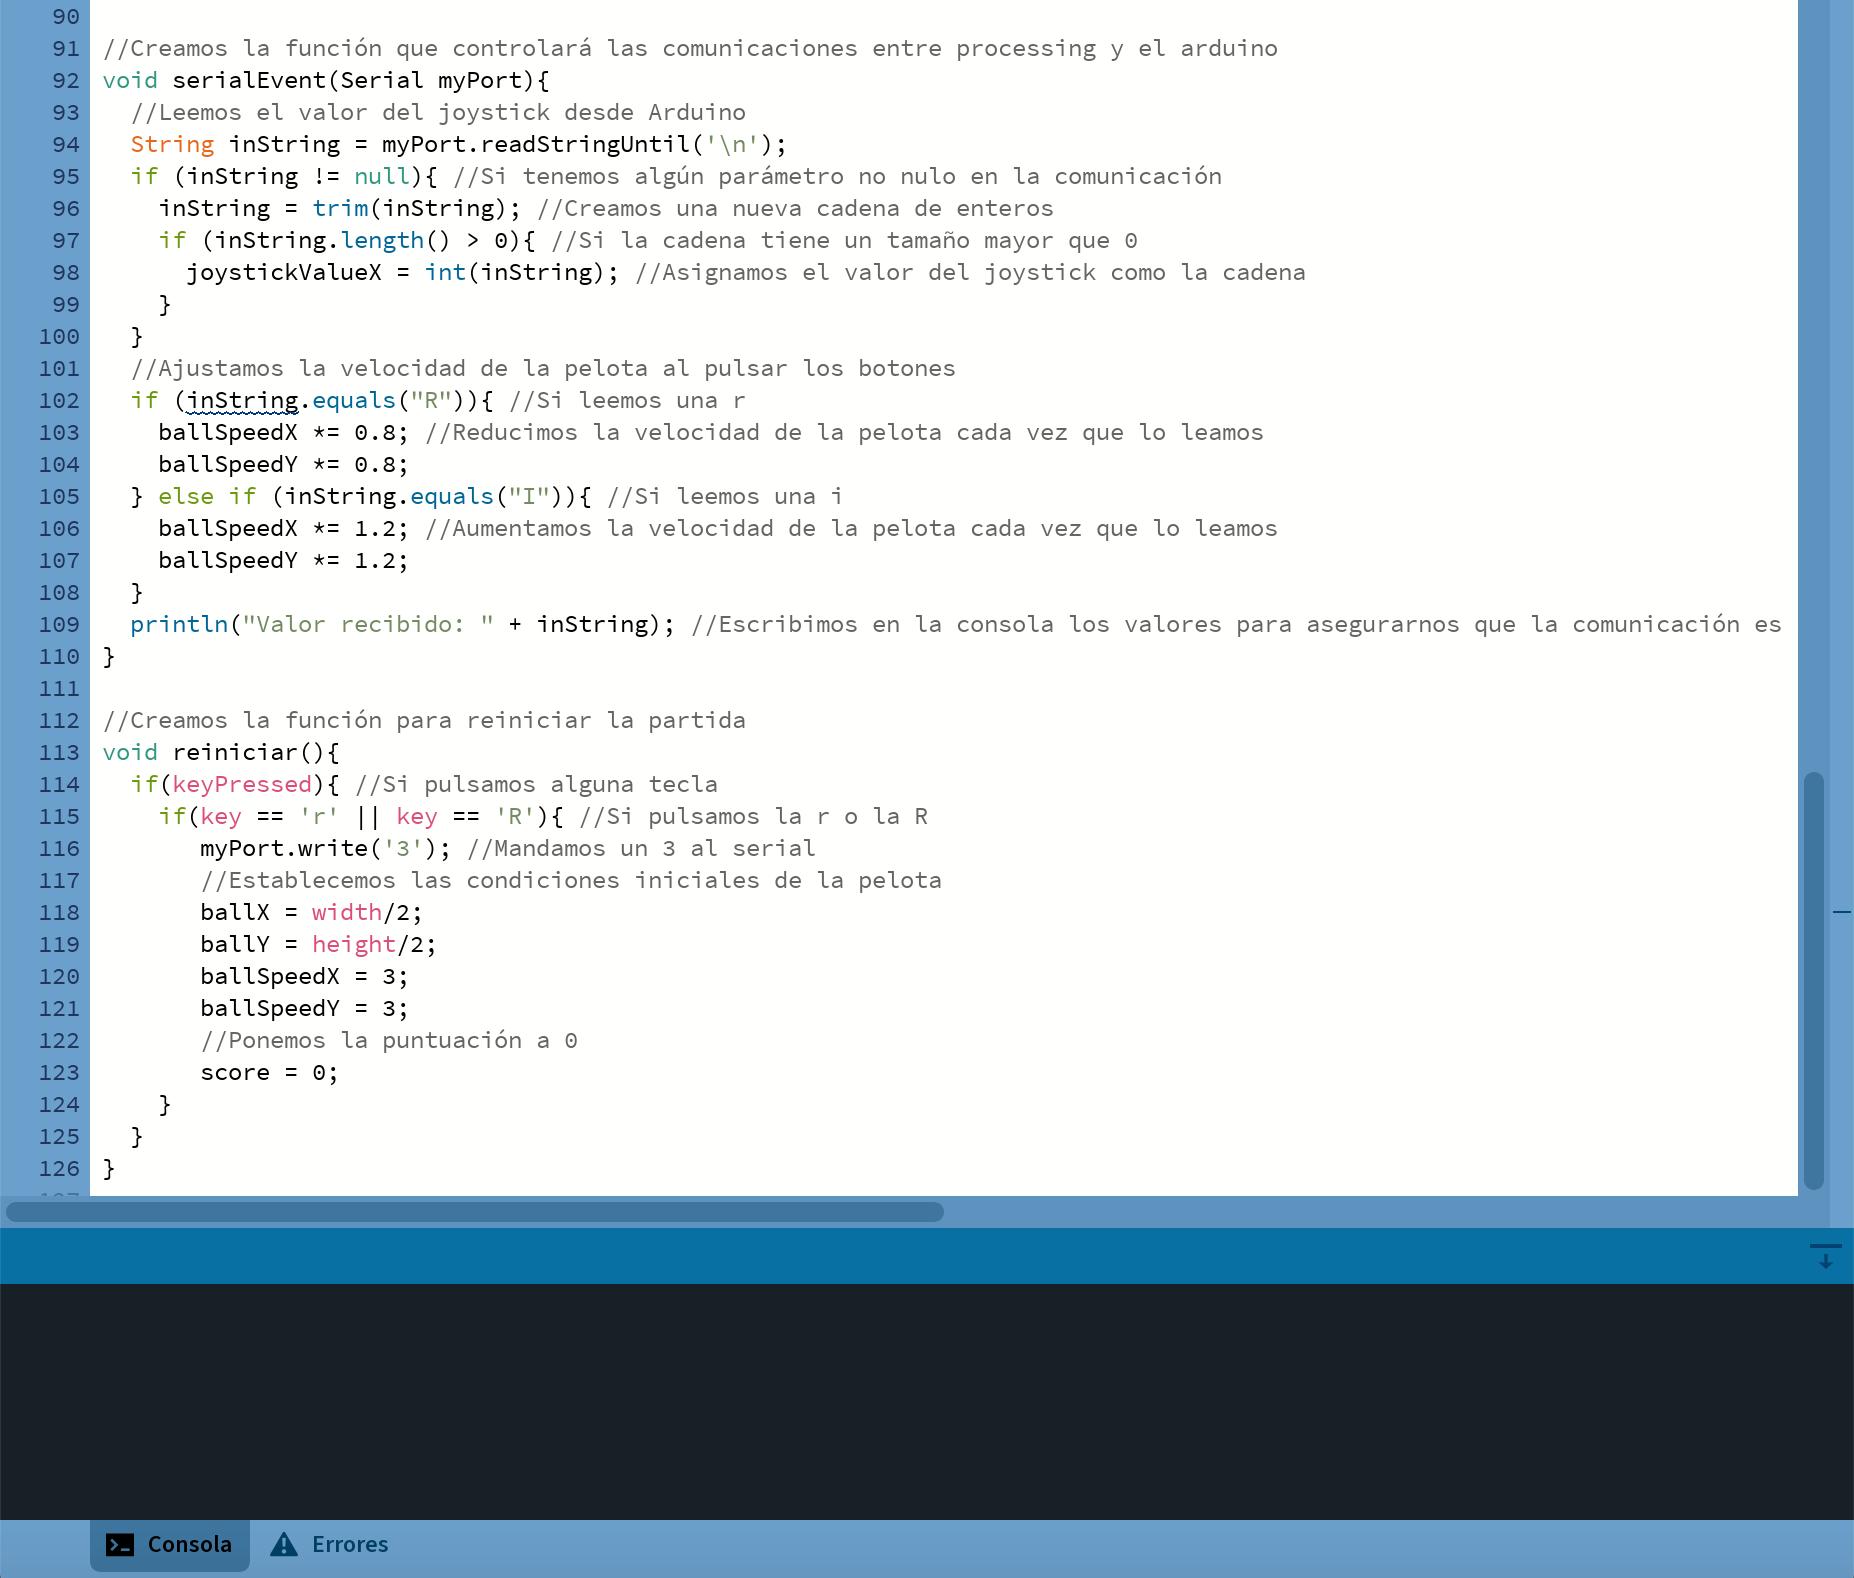 90
91 //Creamos la función que controlará las comunicaciones entre processing y el arduino
92 void serialEvent(Serial myPort){
93 //Leemos el valor del joystick desde Arduino
94 String inString = myPort.readStringUntil('\n');
95 if (inString != null){ //Si tenemos algún parámetro no nulo en la comunicación
96 inString = trim(inString); //Creamos una nueva cadena de enteros
97 if (inString.length() > 0){ //Si la cadena tiene un tamaño mayor que 0
98 joystickValueX = int(inString); //Asignamos el valor del joystick como la cadena
99 }
100 }
101 //Ajustamos la velocidad de la pelota al pulsar los botones
102 if (inString.equals("R")){ //Si leemos una r
103 ballSpeedX *= 0.8; //Reducimos la velocidad de la pelota cada vez que lo leamos
104 ballSpeedY *= 0.8;
105 } else if (inString.equals("I")){ //Si leemos una i
106 ballSpeedX *= 1.2; //Aumentamos la velocidad de la pelota cada vez que lo leamos
107 ballSpeedY *= 1.2;
108 }
109 println("Valor recibido: " + inString); //Escribimos en la consola los valores para asegurarnos que la comunicación es
110 }
111
112 //Creamos la función para reiniciar la partida
113 void reiniciar(){
114 if(keyPressed){ //Si pulsamos alguna tecla
115 if(key == 'r' || key == 'R'){ //Si pulsamos la r o la R
116 myPort.write('3'); //Mandamos un 3 al serial
117 //Establecemos las condiciones iniciales de la pelota
118 ballX = width/2;
119 ballY = height/2;
120 ballSpeedX = 3;
121 ballSpeedY = 3;
122 //Ponemos la puntuación a 0
123 score = 0;
124 }
125 }
126 }
Consola Errores